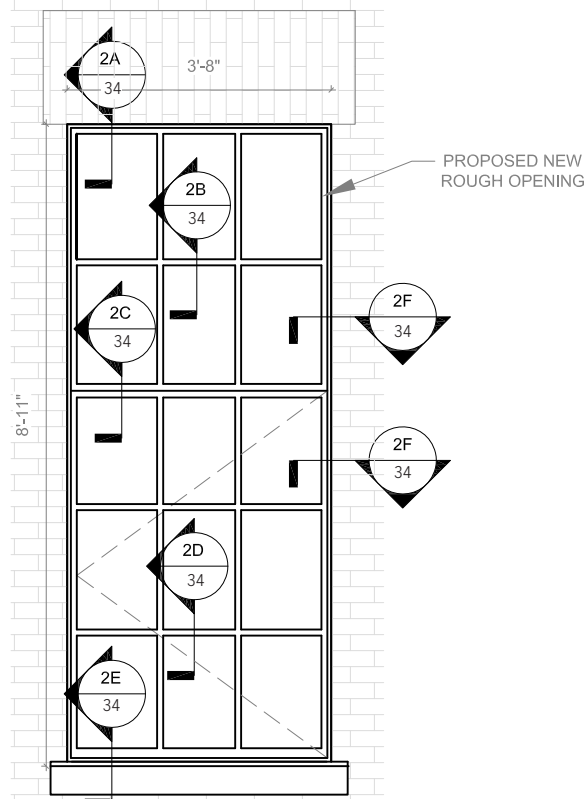 2A
34
3'-8"
PROPOSED NEW
ROUGH OPENING
2B
34
2C
34
2F
34
8'-11"
2F
34
2D
34
2E
34